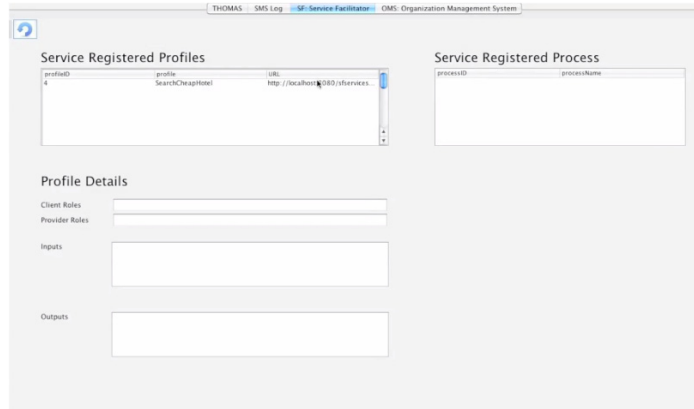 THOMAS SMS Log SF: Service Facilitator OMS: Organization Management System
Service Registered Profiles
profileID profile URL
4 SearchCheapHotel http://localhost:8080/sfservices...
Service Registered Process
processID processName
Profile Details
Client Roles
Provider Roles
Inputs
Outputs